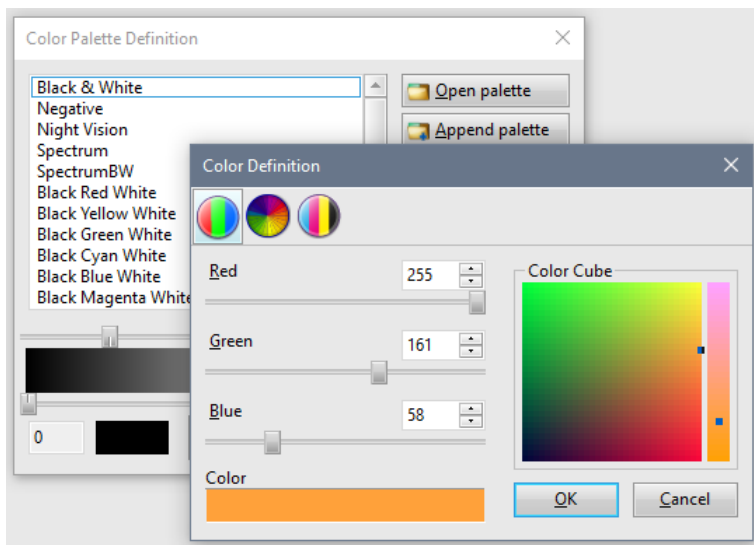 Color Palette Definition
Black & White
Negative
Night Vision
Spectrum
SpectrumBW
Black Red White
Black Yellow White
Black Green White
Black Cyan White
Black Blue White
Black Magenta White
Open palette
Append palette
0
Color Definition
Red
255
Green
161
Blue
58
Color
Color Cube
OK
Cancel